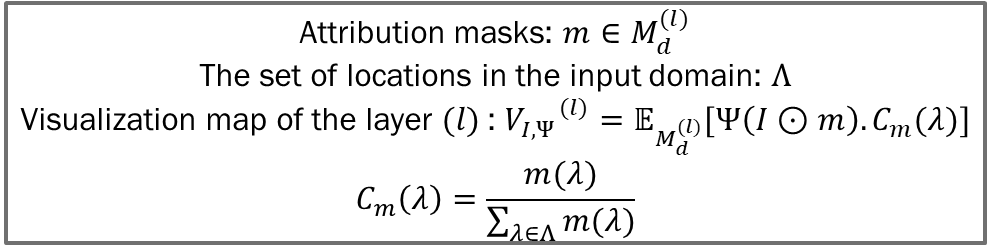 Attribution masks: m ∈ M_d^{(l)}
The set of locations in the input domain: Λ
Visualization map of the layer (l) : V_{I,Ψ}^{(l)} = 𝔼_{M_d^{(l)}}[Ψ(I ⊙ m). C_m(λ)]
C_m(λ) = \frac{m(λ)}{∑_{λ∈Λ} m(λ)}